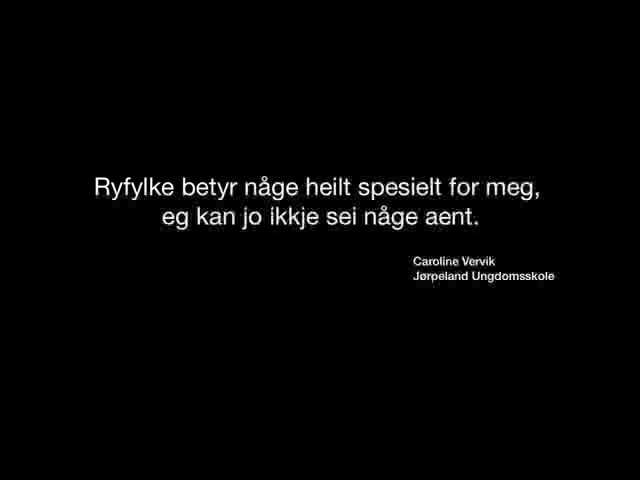 Ryfylke betyr någe heilt spesielt for meg,
eg kan jo ikkje sei någe aent.
Caroline Vervik
Jørpeland Ungdomsskole